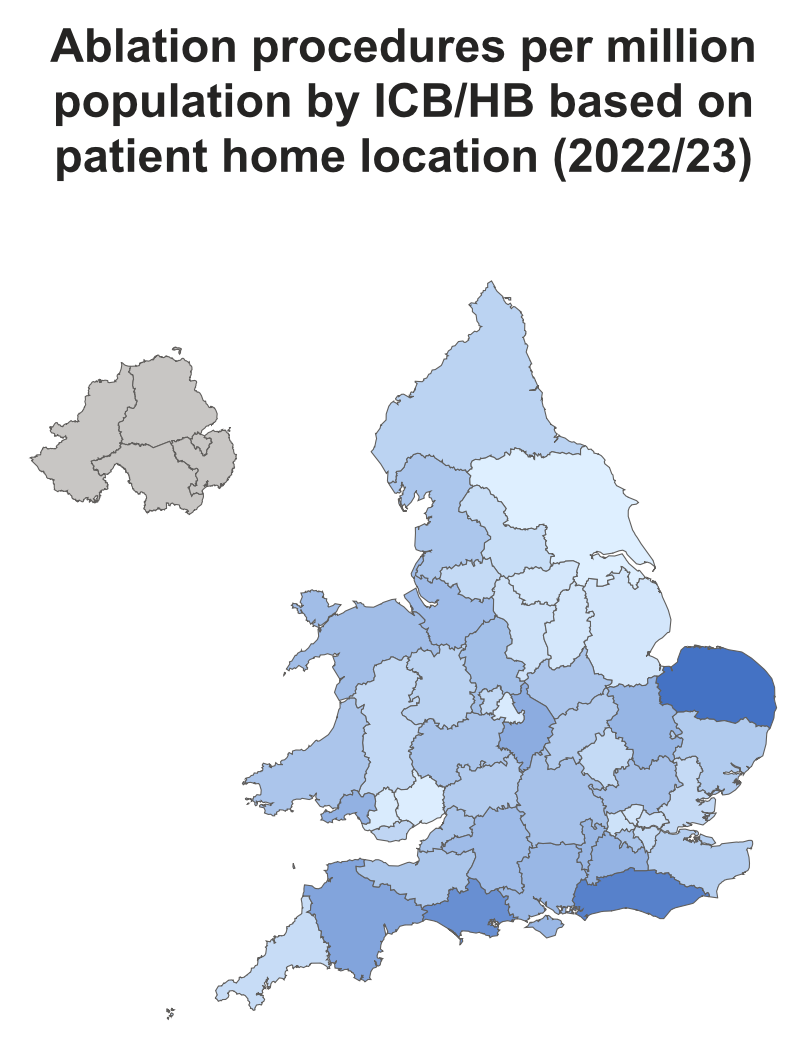 Ablation procedures per million
population by ICB/HB based on
patient home location (2022/23)